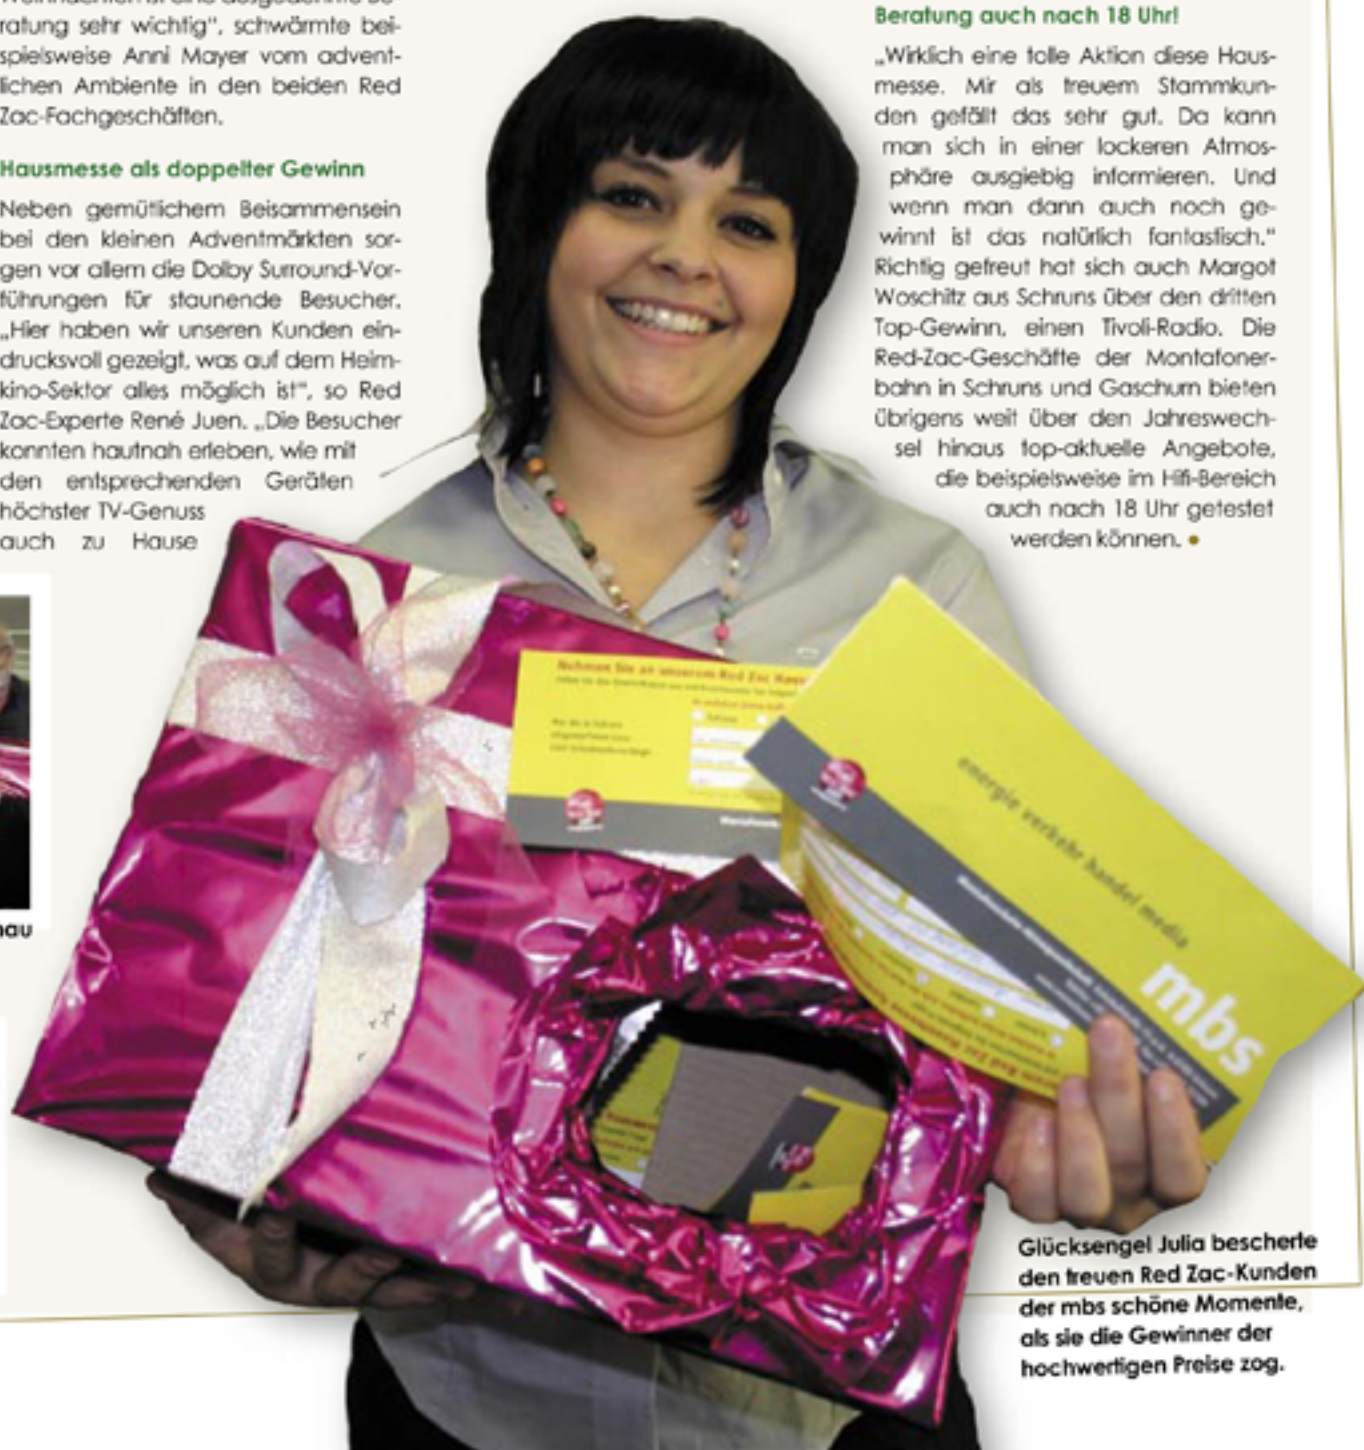 ratung sehr wichtig", schwärmte bei-
spielsweise Anni Mayer vom advent-
lichen Ambiente in den beiden Red
Zac-Fachgeschäften.
Hausmesse als doppelter Gewinn
Neben gemütlichem Beisammensein
bei den kleinen Adventmärkten sor-
gen vor allem die Dolby Surround-Vor-
führungen für staunende Besucher.
„Hier haben wir unseren Kunden ein-
drucksvoll gezeigt, was auf dem Heim-
kino-Sektor alles möglich ist", so Red
Zac-Experte René Juen. „Die Besucher
konnten hautnah erleben, wie mit
den entsprechenden Geräten
höchster TV-Genuss
auch zu Hause
Beratung auch nach 18 Uhr!
„Wirklich eine tolle Aktion diese Haus-
messe. Mir als treuem Stammkun-
den gefällt das sehr gut. Da kann
man sich in einer lockeren Atmos-
phäre ausgiebig informieren. Und
wenn man dann auch noch ge-
winnt ist das natürlich fantastisch."
Richtig gefreut hat sich auch Margot
Woschitz aus Schruns über den dritten
Top-Gewinn, einen Tivoli-Radio. Die
Red-Zac-Geschäfte der Montafoner-
bahn in Schruns und Gaschurn bieten
übrigens weit über den Jahreswech-
sel hinaus top-aktuelle Angebote,
die beispielsweise im Hifi-Bereich
auch nach 18 Uhr getestet
werden können.
Nehmen Sie an unserem Red Zac
energie verkehr handel media
mbs
Glücksengel Julia bescherte
den treuen Red Zac-Kunden
der mbs schöne Momente,
als sie die Gewinner der
hochwertigen Preise zog.